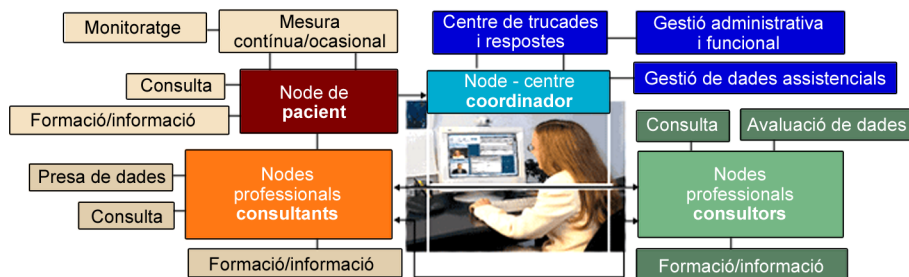 Monitoratge
Mesura
contínua/ocasional
Centre de trucades
i respostes
Gestió administrativa
i funcional
Consulta
Node de
pacient
Node - centre
coordinador
Gestió de dades assistencials
Formació/informació
Consulta
Avaluació de dades
Presa de dades
Nodes
professionals
consultants
Nodes
professionals
consultors
Consulta
Formació/informació
Formació/informació